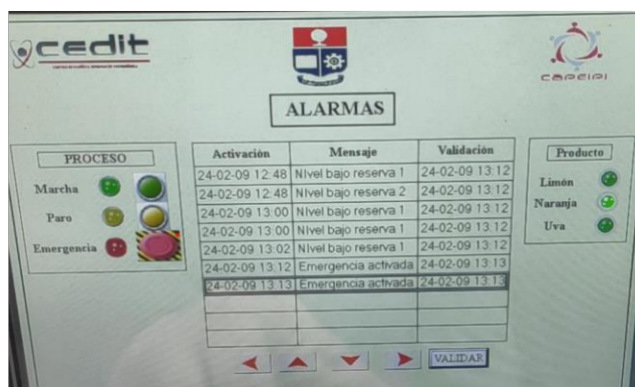 cedit
CAPEIPI
ALARMAS
PROCESO
Marcha
Paro
Emergencia
Activación Mensaje Validación
24-02-09 12:48 NIvel bajo reserva 1 24-02-09 13:12
24-02-09 12:48 NIvel bajo reserva 2 24-02-09 13:12
24-02-09 13:00 NIvel bajo reserva 1 24-02-09 13:12
24-02-09 13:00 NIvel bajo reserva 1 24-02-09 13:12
24-02-09 13:02 NIvel bajo reserva 1 24-02-09 13:12
24-02-09 13:12 Emergencia activada 24-02-09 13:13
24-02-09 13:13 Emergencia activada 24-02-09 13:13
Producto
Limón
Naranja
Uva
VALIDAR